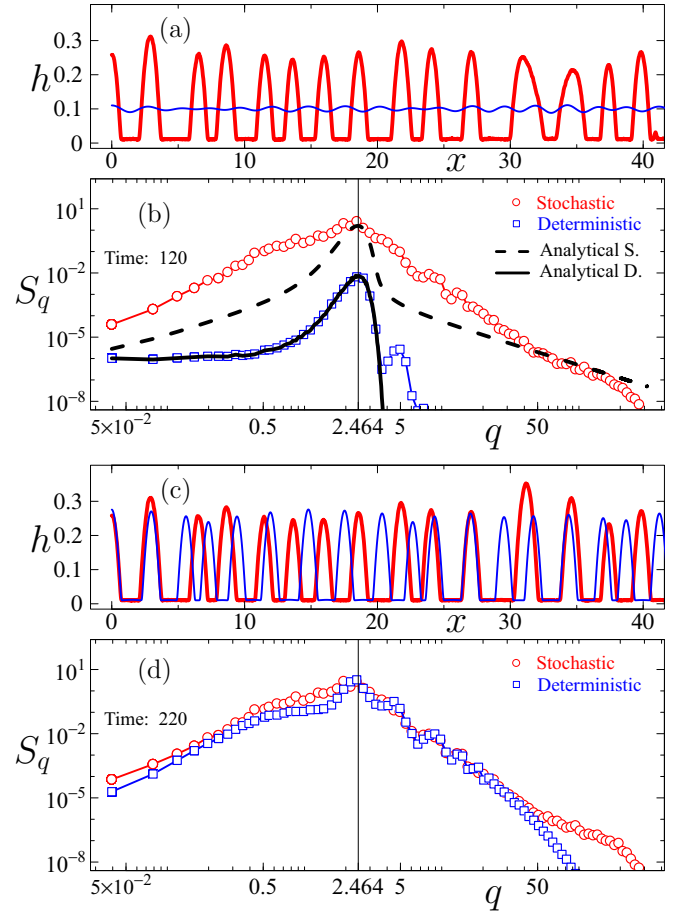 (a)
h
0.3
0.2
0.1
0
0 10 20 30 40
x
(b)
Stochastic
Deterministic
Analytical S.
Analytical D.
Time: 120
S_q
10^1
10^-2
10^-5
10^-8
5×10^-2 0.5 2.464 5 50
q
(c)
h
0.3
0.2
0.1
0
0 10 20 30 40
x
(d)
Stochastic
Deterministic
Time: 220
S_q
10^1
10^-2
10^-5
10^-8
5×10^-2 0.5 2.464 5 50
q